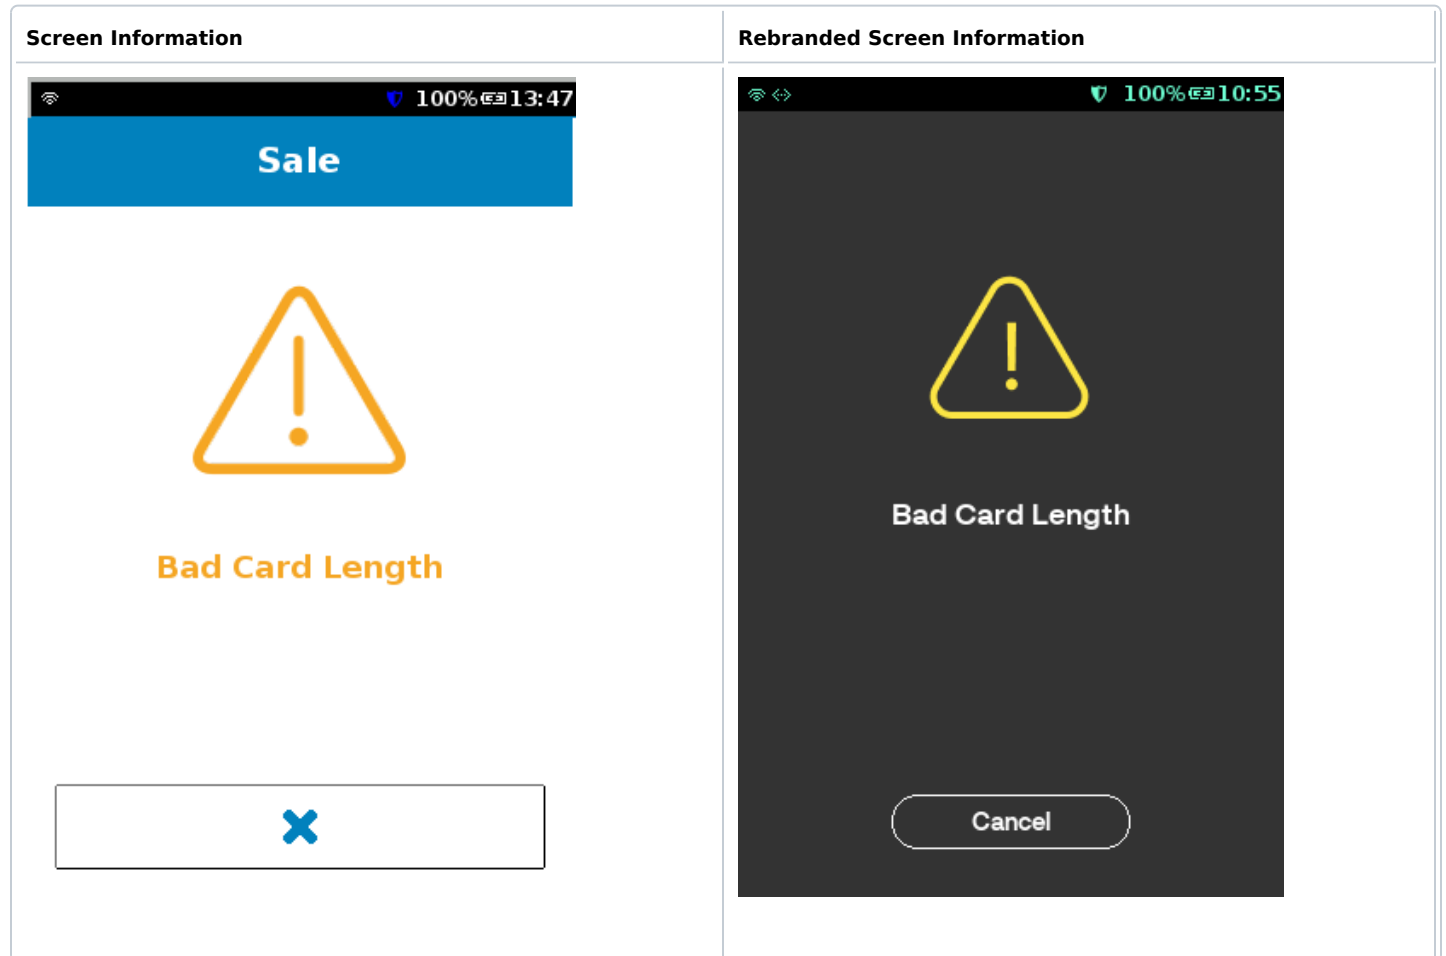 Screen Information
Rebranded Screen Information
100% 13:47
Sale
Bad Card Length
100% 10:55
Bad Card Length
Cancel